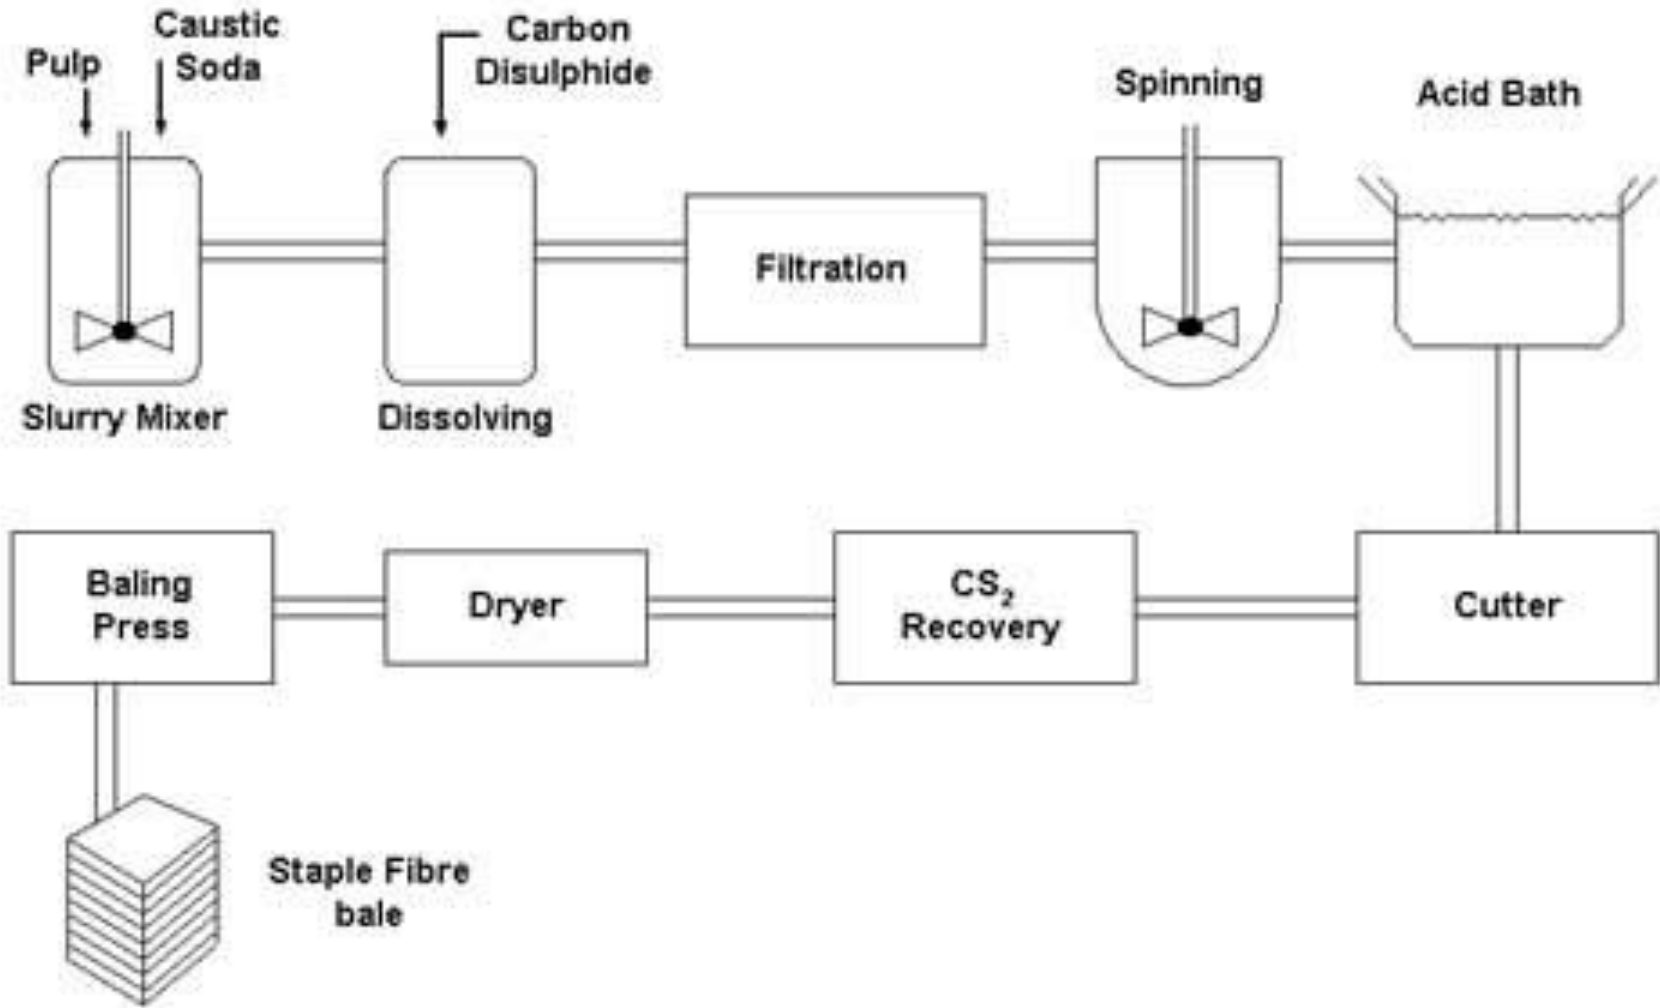 Pulp
Caustic
Soda
Carbon
Disulphide
Spinning
Acid Bath
Filtration
Slurry Mixer
Dissolving
Baling
Press
Dryer
CS₂
Recovery
Cutter
Staple Fibre
bale